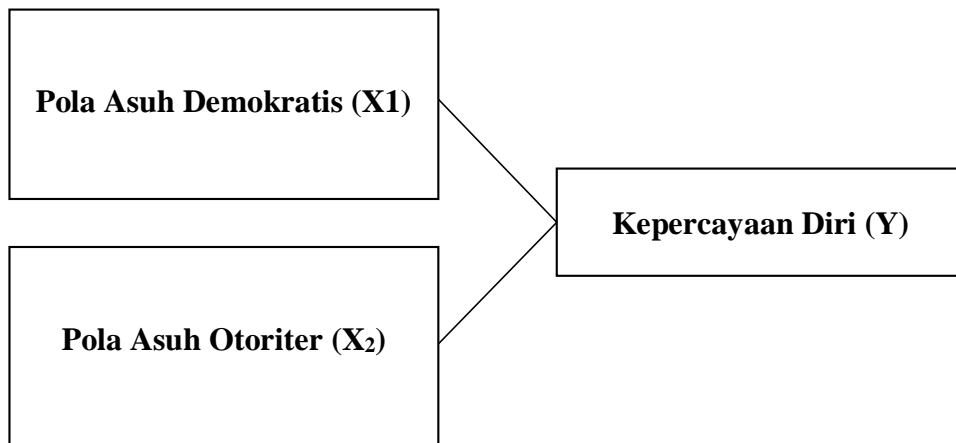 Pola Asuh Demokratis (X1)
Kepercayaan Diri (Y)
Pola Asuh Otoriter (X₂)